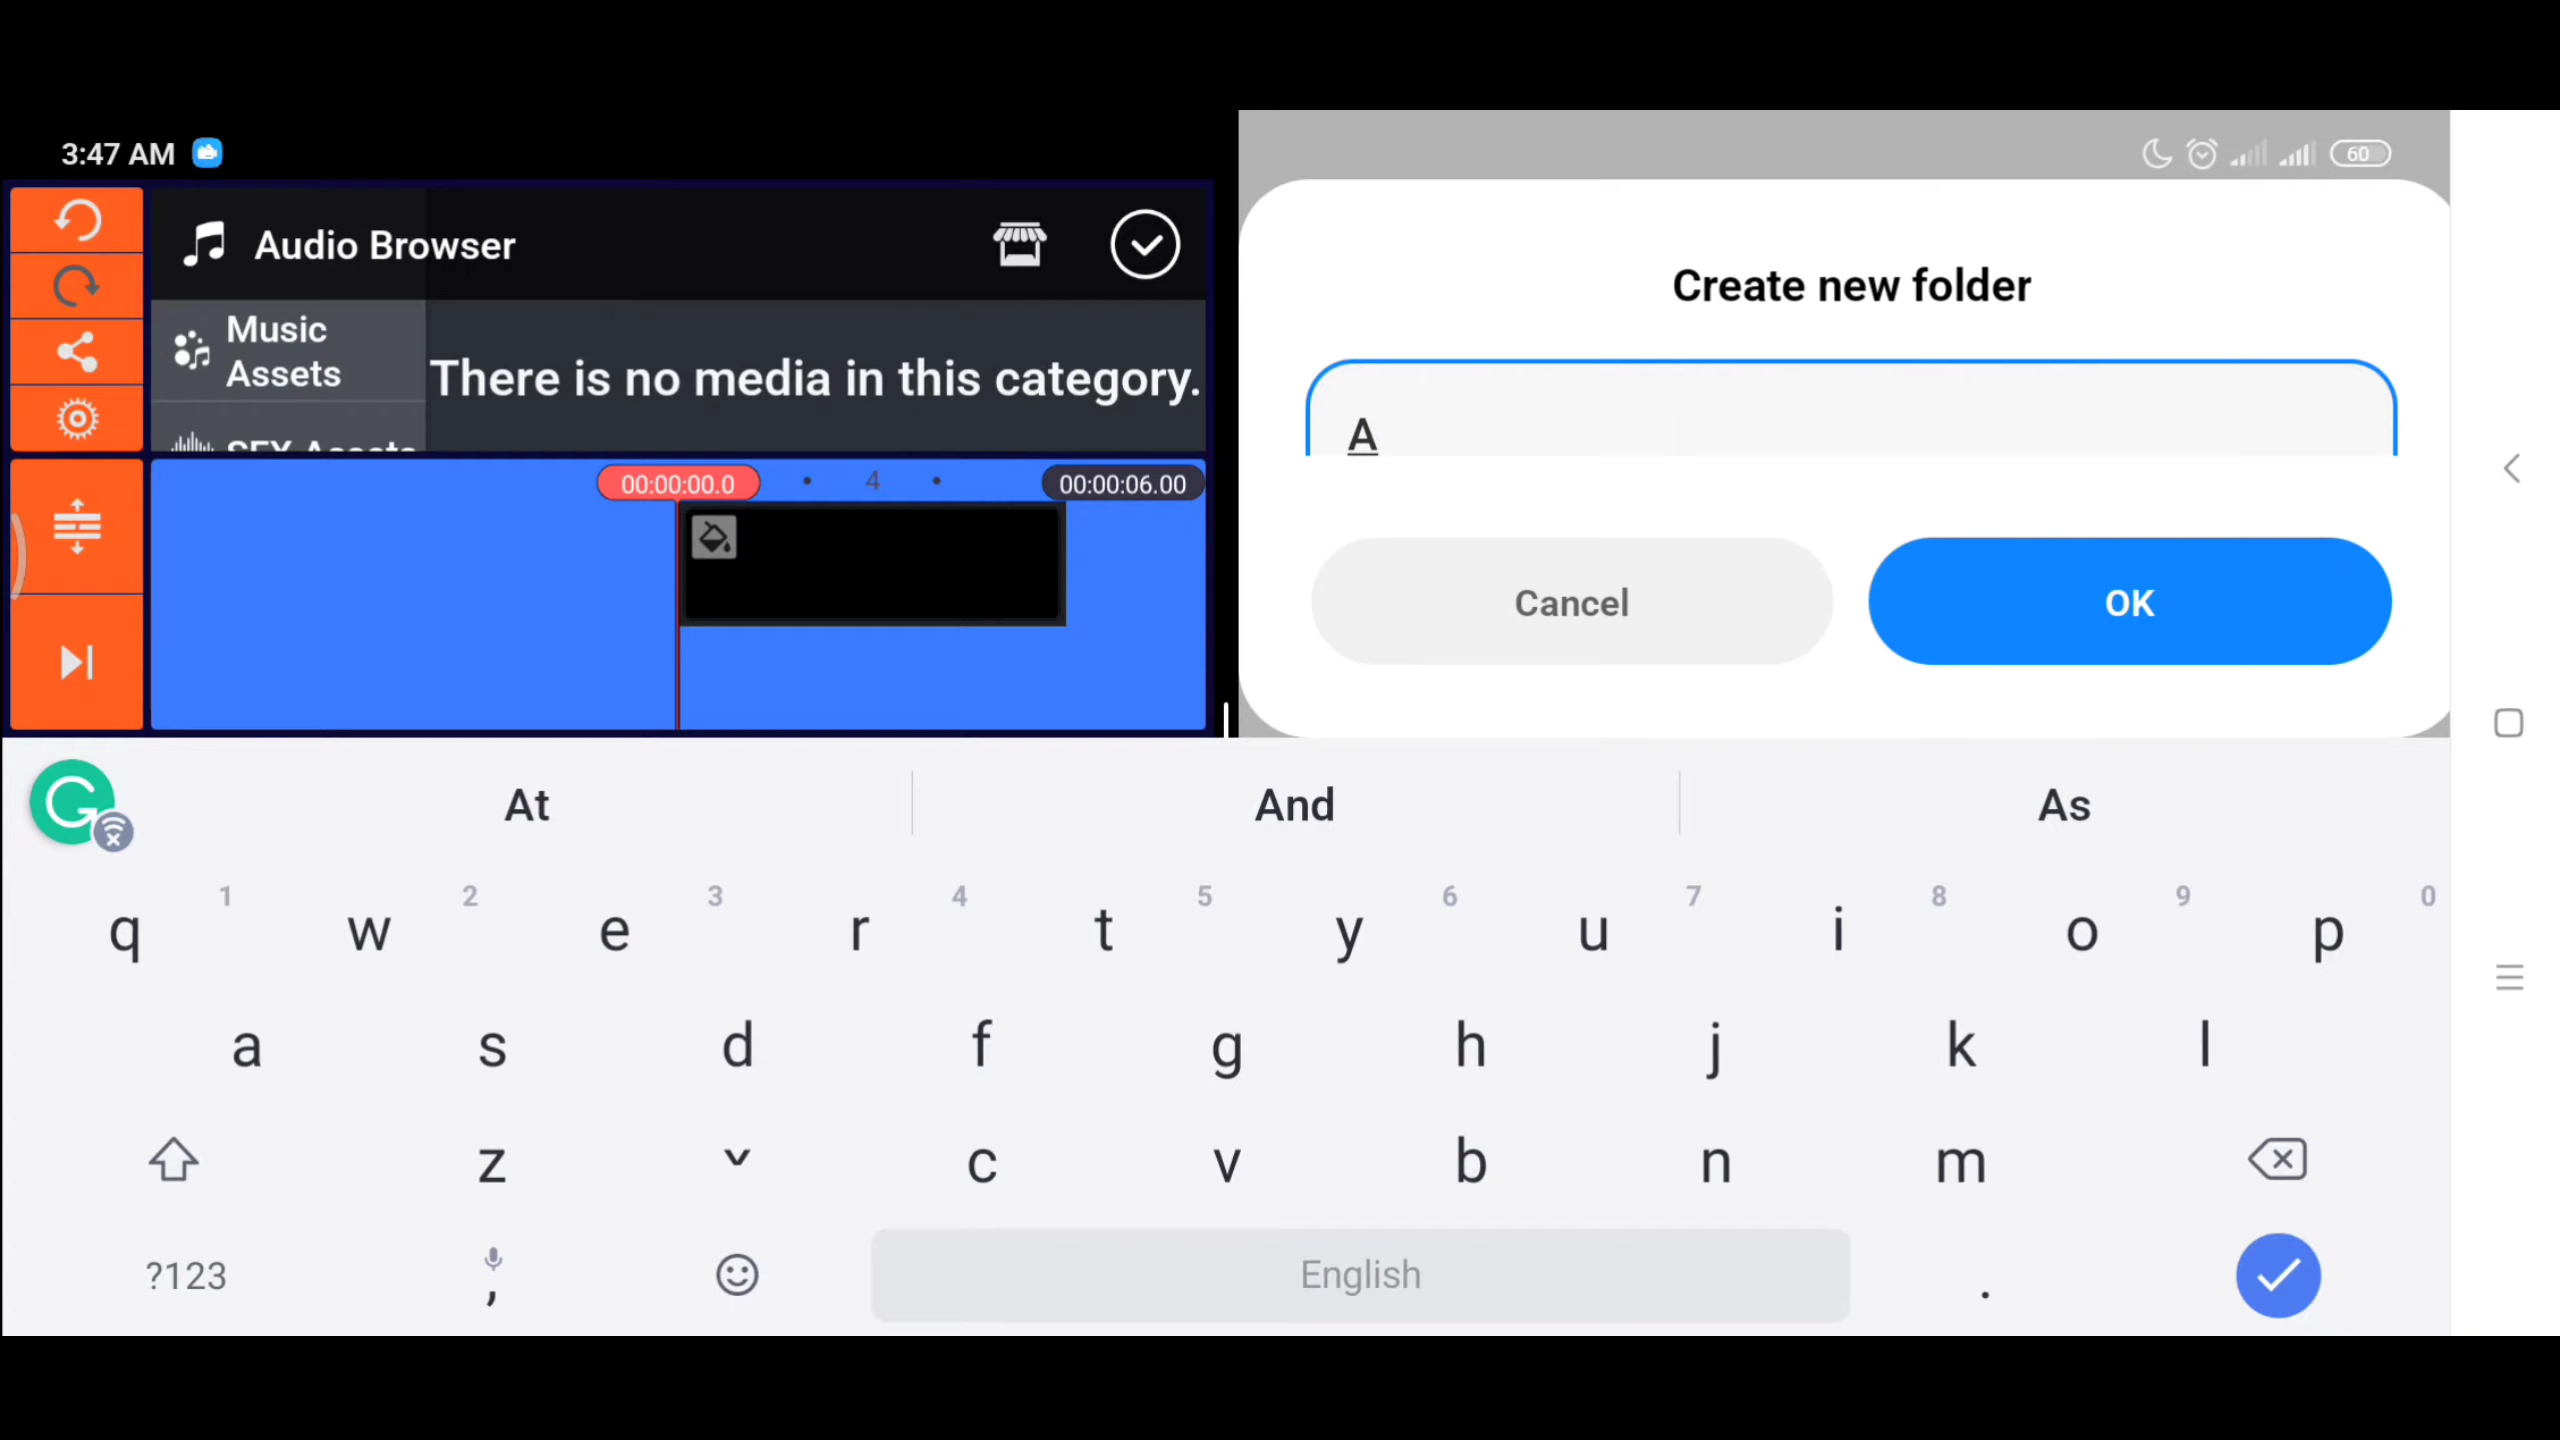 3:47 AM
60
Audio Browser
Music
Assets
There is no media in this category.
SFX Assets
00:00:00.0
4
00:00:06.00
Create new folder
A
Cancel
OK
At And As
1 2 3 4 5 6 7 8 9 0
q w e r t y u i o p
a s d f g h j k l
z c v b n m
?123 , English .